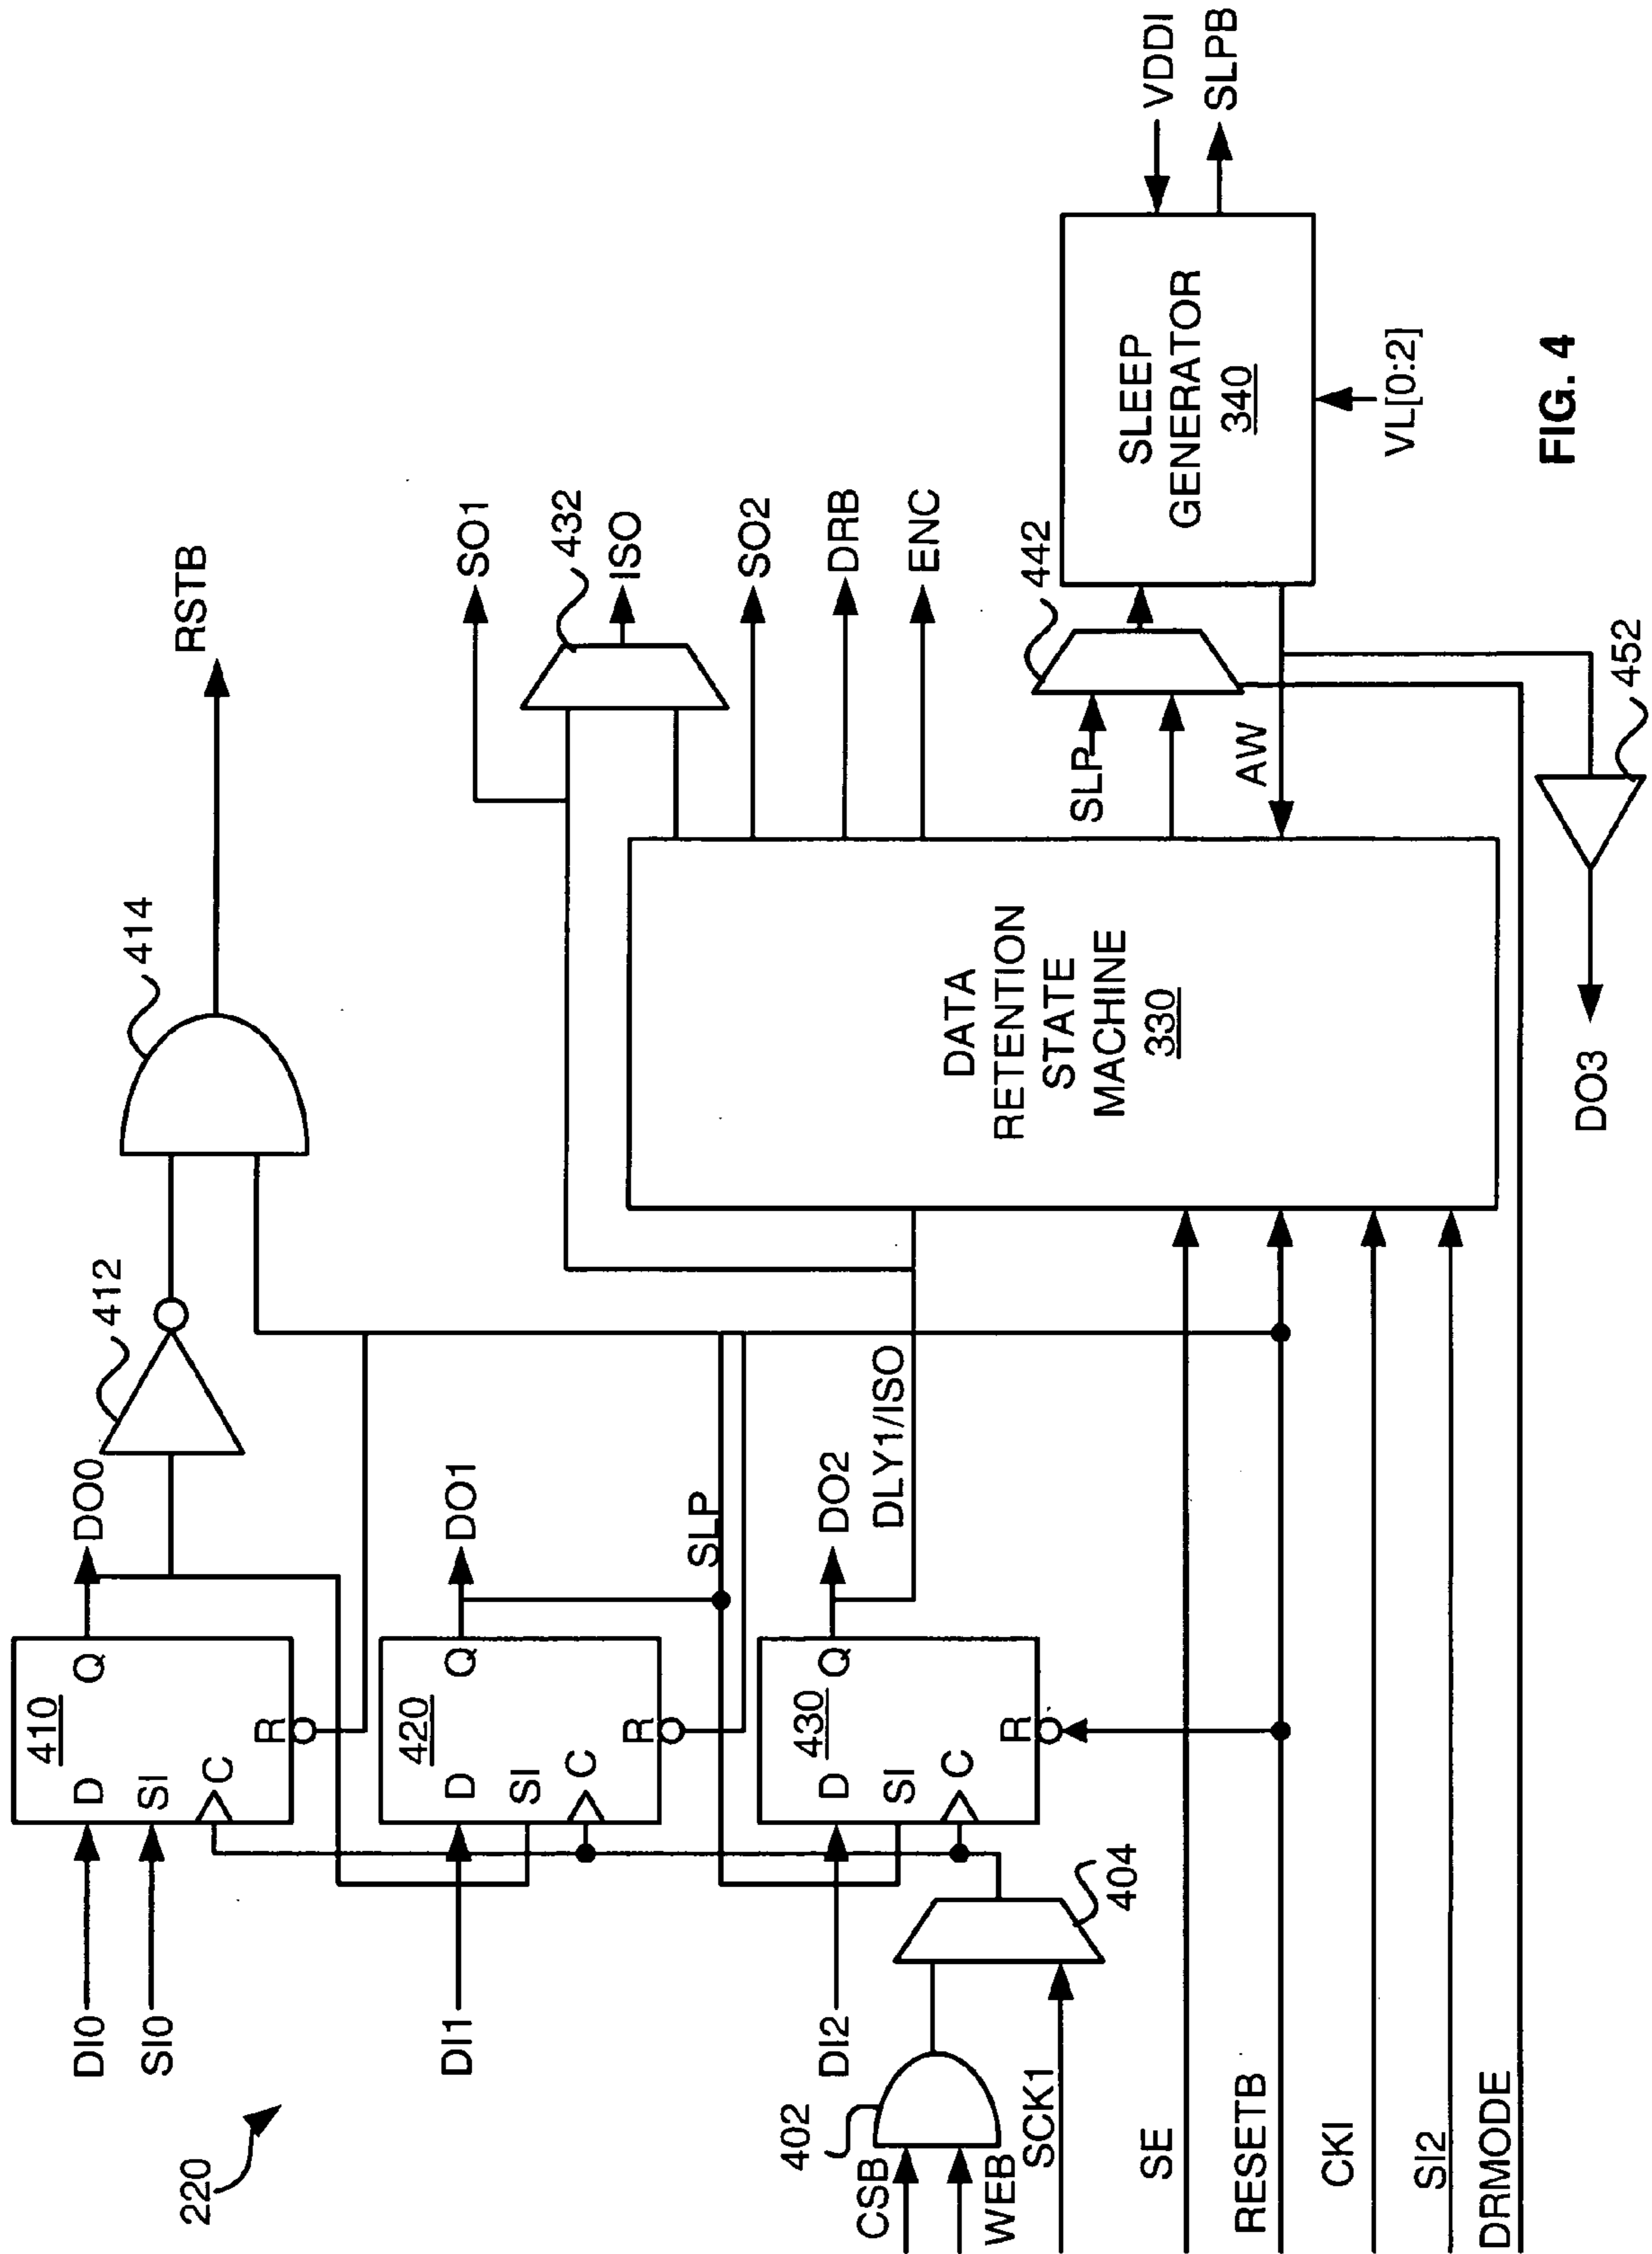 220
DI0
SI0
410
D
Q
SI
C
R
DO0
412
414
RSTB
DI1
420
D
Q
SI
C
R
DO1
SLP
DI2
430
D
Q
SI
C
R
DO2
DLY1/ISO
402
404
CSB
WEB
SCK1
SE
RESETB
CKI
SI2
DRMODE
DATA
RETENTION
STATE
MACHINE
330
SO1
432
ISO
SO2
DRB
ENC
442
SLP
AW
SLEEP
GENERATOR
340
VDDI
SLPB
VL[0:2]
452
DO3
FIG. 4